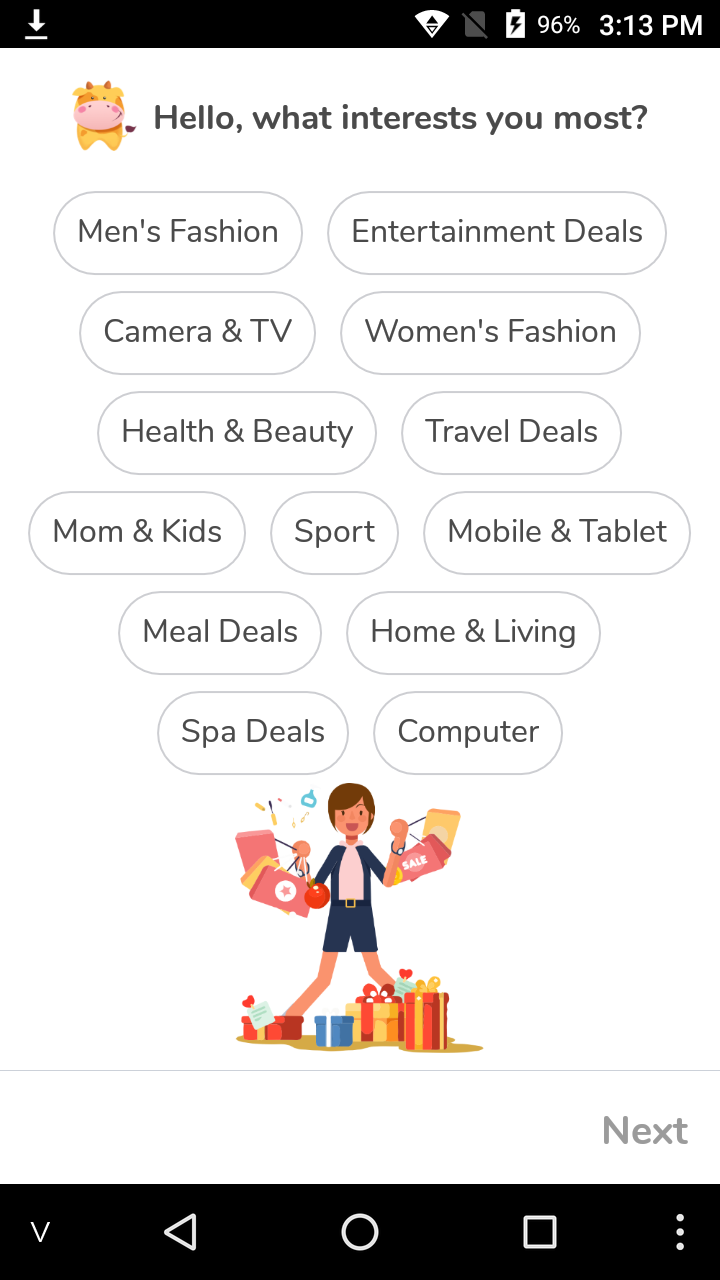 96% 3:13 PM
Hello, what interests you most?
Men's Fashion Entertainment Deals
Camera & TV Women's Fashion
Health & Beauty Travel Deals
Mom & Kids Sport Mobile & Tablet
Meal Deals Home & Living
Spa Deals Computer
SALE
Next